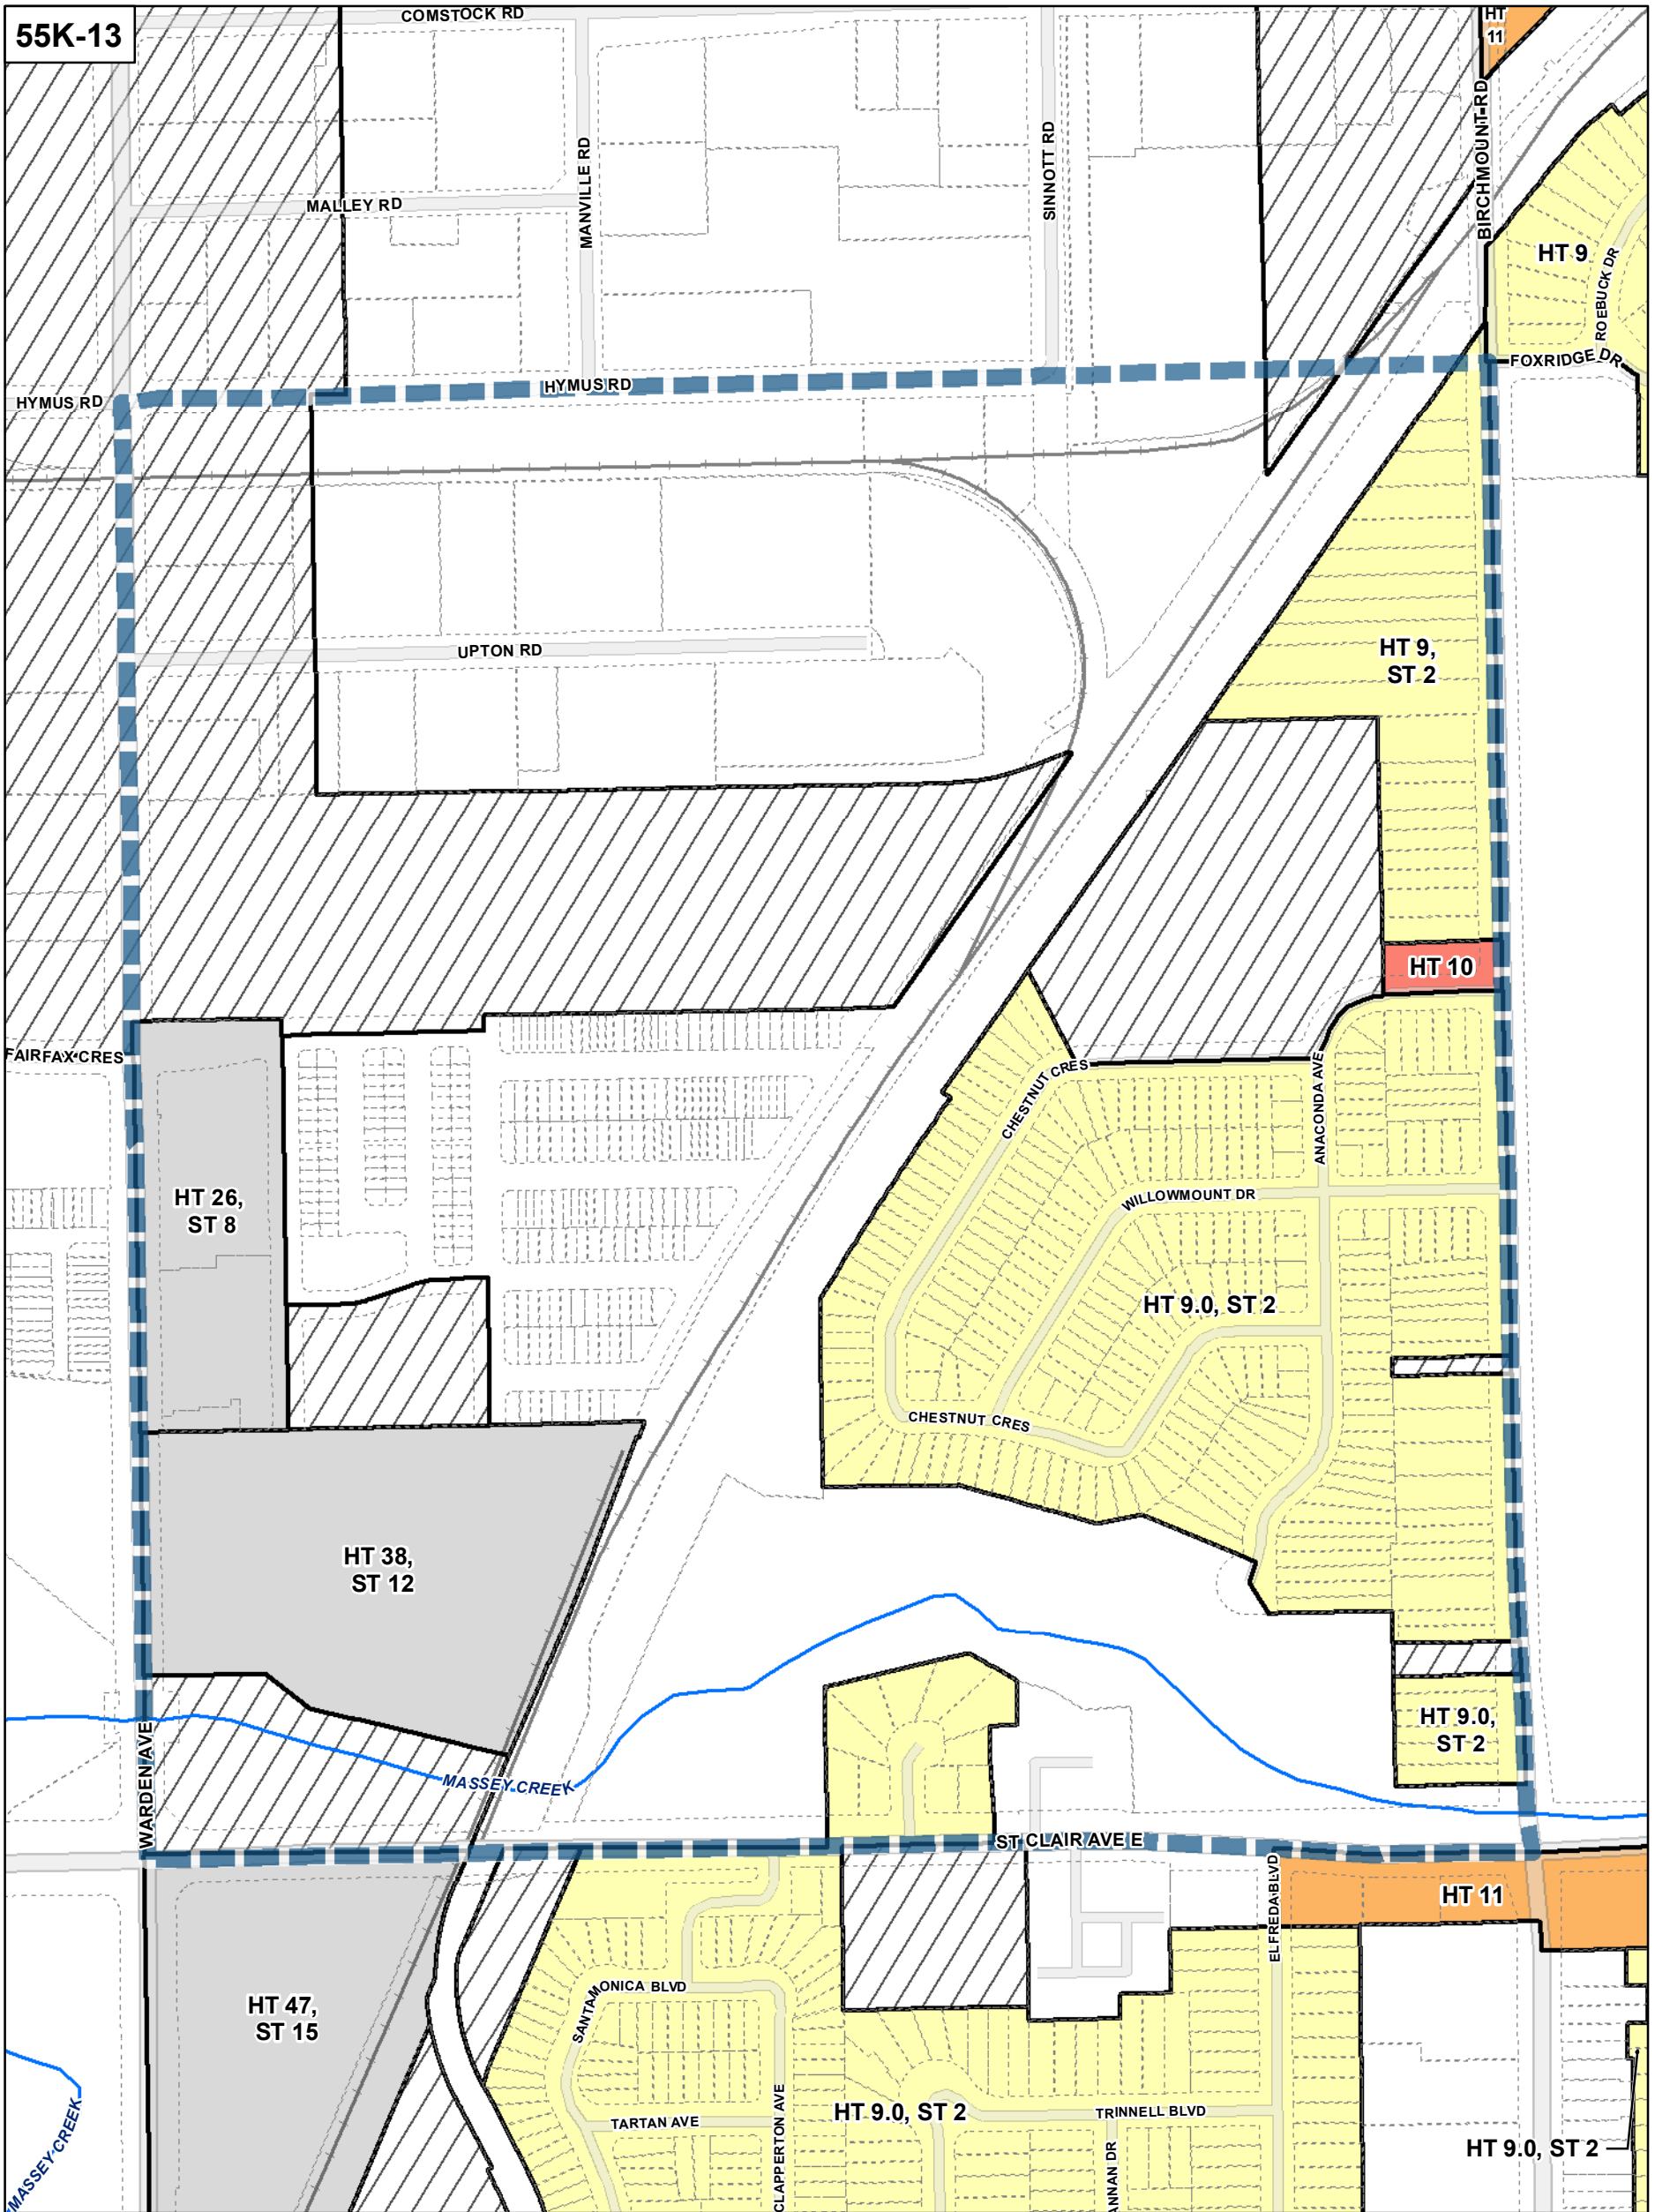 55K-13
COMSTOCK RD
HT
11
MALLEY RD
MANVILLE RD
SINNOTT RD
BIRCHMOUNT RD
HT 9
ROEBUCK DR
FOXRIDGE DR
HYMUS RD
HYMUS RD
UPTON RD
HT 9,
ST 2
HT 10
FAIRFAX CRES
CHESTNUT CRES
ANACONDA AVE
WILLOWMOUNT DR
HT 26,
ST 8
HT 9.0, ST 2
CHESTNUT CRES
HT 38,
ST 12
HT 9.0,
ST 2
WARDEN AVE
MASSEY CREEK
ST CLAIR AVE E
HT 11
ELFREDA BLVD
SANTA MONICA BLVD
HT 47,
ST 15
HT 9.0, ST 2
TARTAN AVE
TRINNELL BLVD
CLAPPERTON AVE
ANNAN DR
HT 9.0, ST 2
MASSEY CREEK